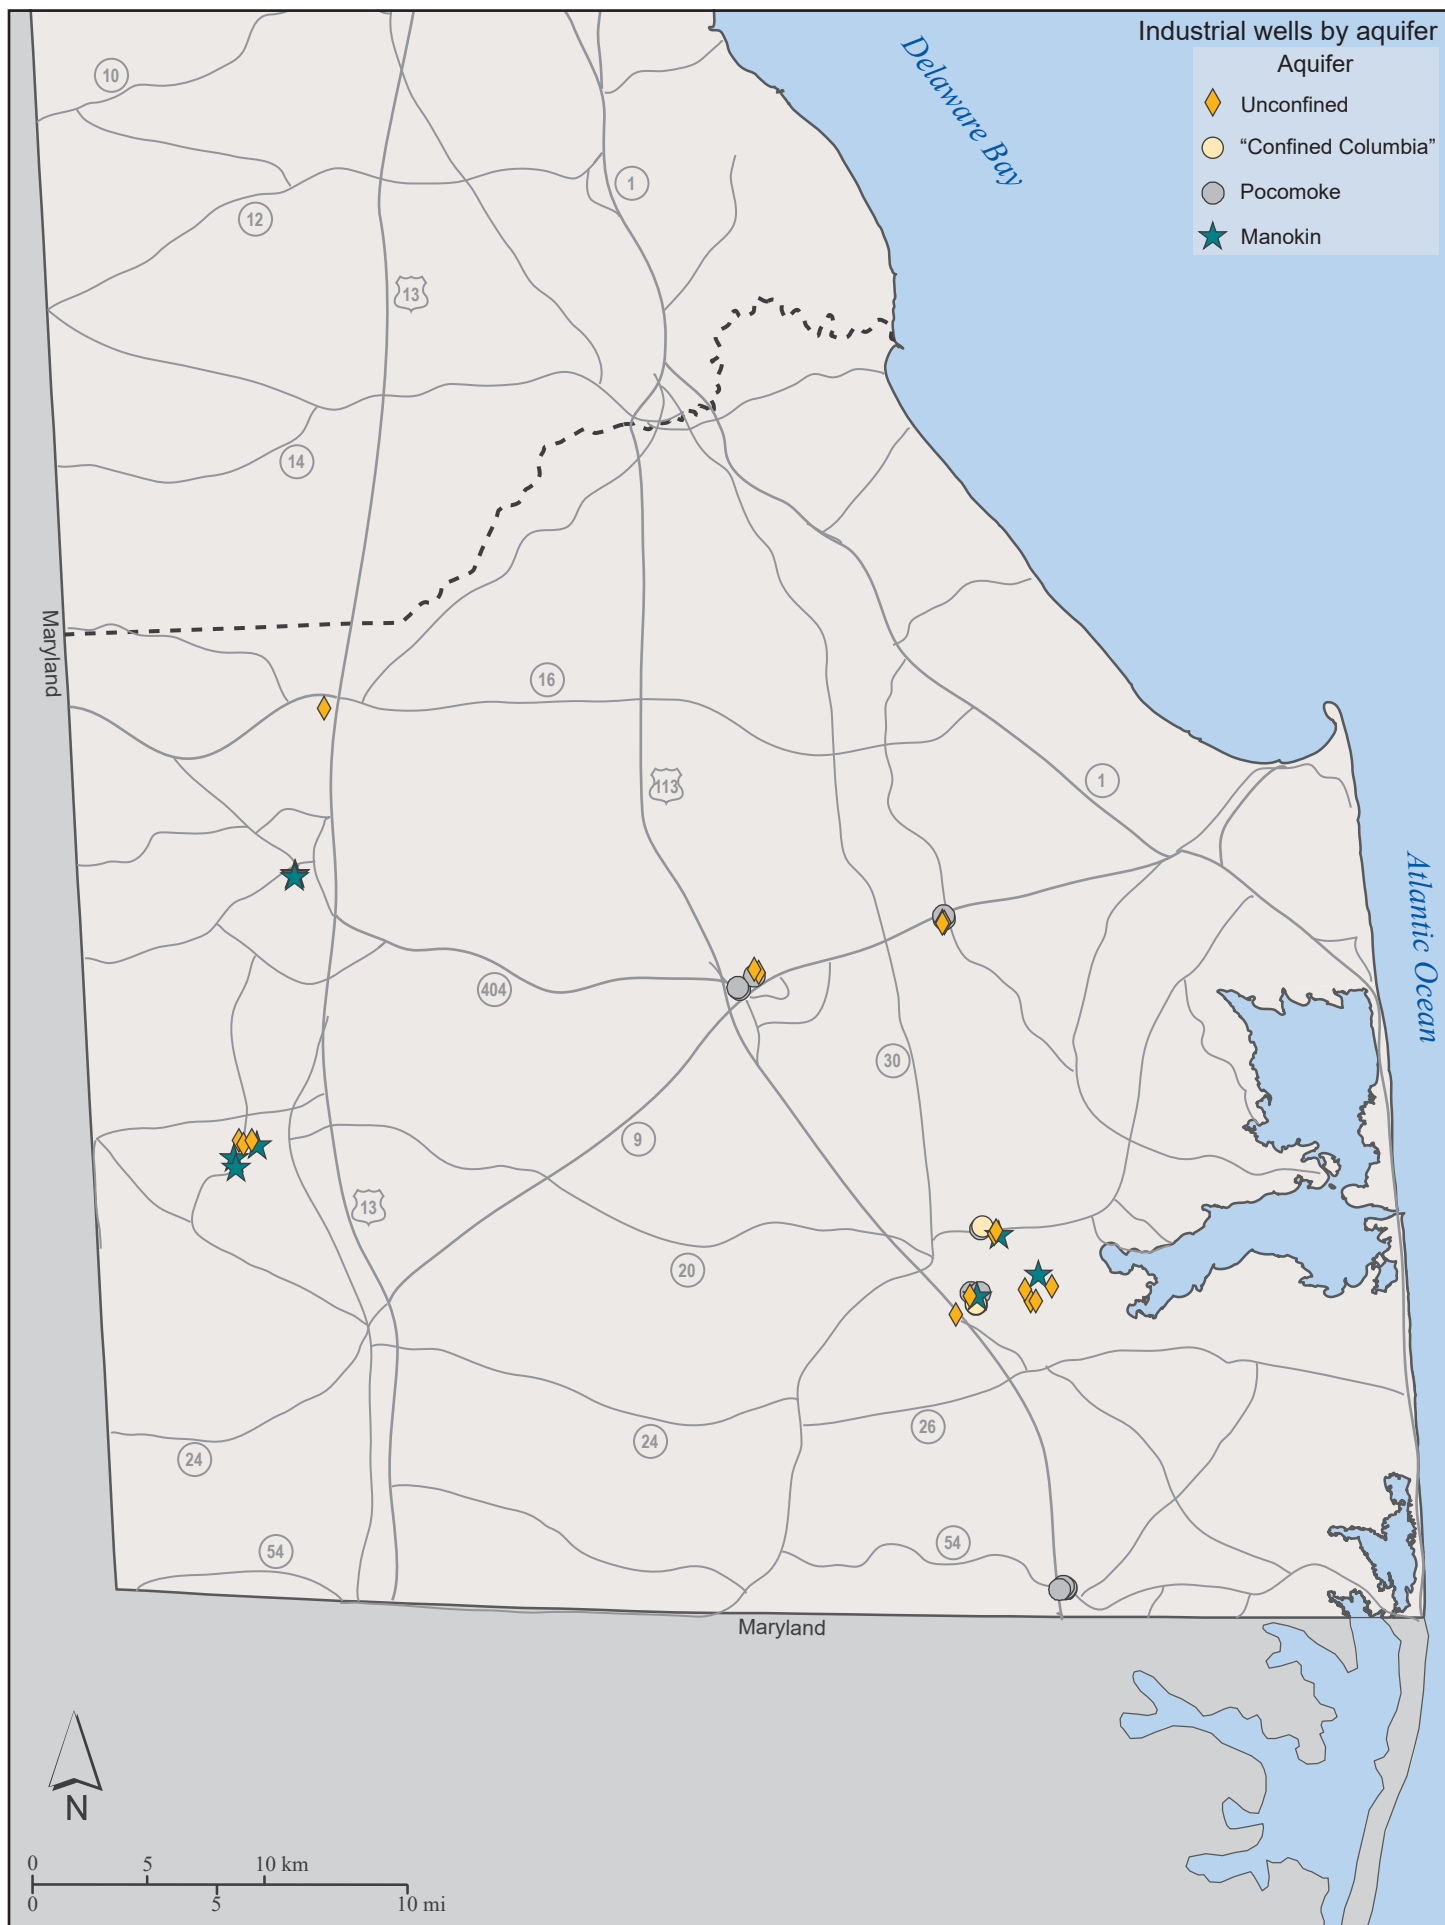 Industrial wells by aquifer
Aquifer
Unconfined
“Confined Columbia”
Pocomoke
Manokin
Delaware Bay
10
1
12
13
14
Maryland
16
113
1
Atlantic Ocean
404
30
9
13
20
26
24
24
54
54
Maryland
N
0 5 10 km
0 5 10 mi